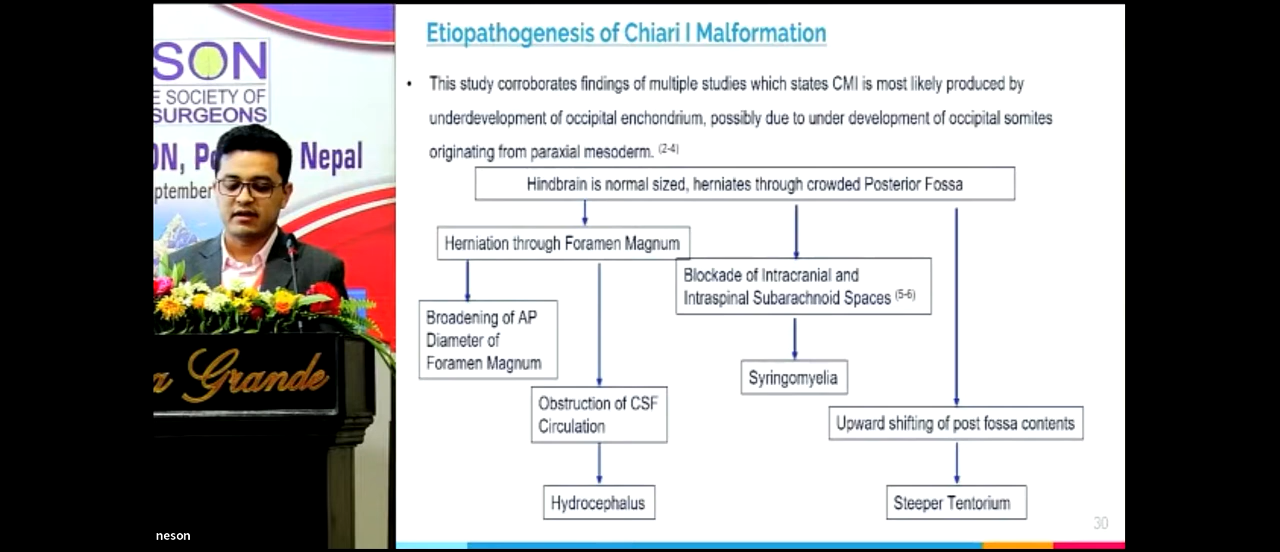 SON
E SOCIETY OF
SURGEONS
Nepal
a Grande
neson
Etiopathogenesis of Chiari I Malformation
• This study corroborates findings of multiple studies which states CMI is most likely produced by
underdevelopment of occipital enchondrium, possibly due to under development of occipital somites
originating from paraxial mesoderm. (2-4)
Hindbrain is normal sized, herniates through crowded Posterior Fossa
Herniation through Foramen Magnum
Blockade of Intracranial and
Intraspinal Subarachnoid Spaces (5-6)
Broadening of AP
Diameter of
Foramen Magnum
Syringomyelia
Obstruction of CSF
Circulation
Upward shifting of post fossa contents
Hydrocephalus
Steeper Tentorium
30